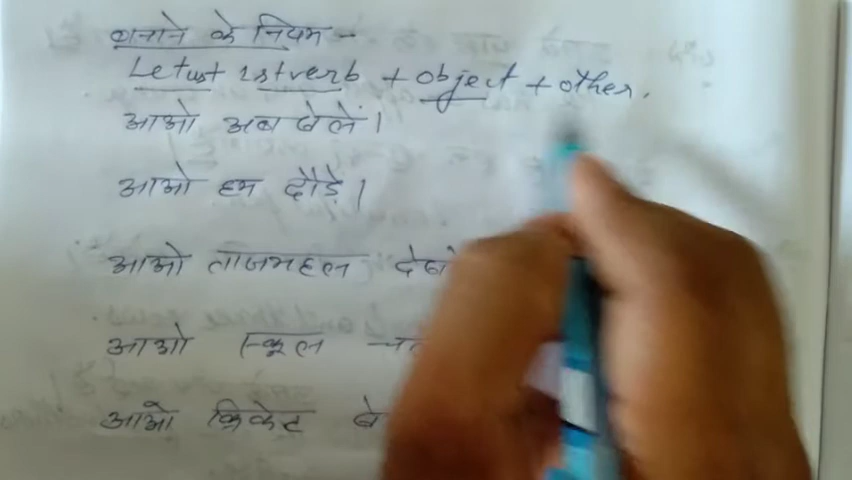 बनाने के नियम -
Let us+ 1st verb + object + other.
आओ अब खेलें।
आओ हम दौड़ें।
आओ ताजमहल
आओ स्कूल
आओ क्रिकेट